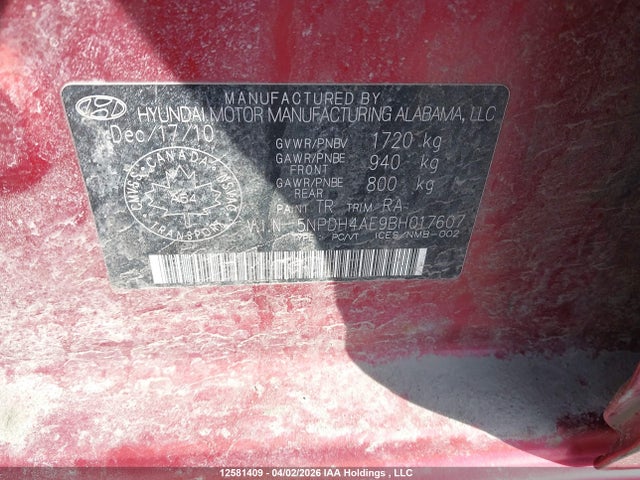 MANUFACTURED BY
HYUNDAI MOTOR MANUFACTURING ALABAMA, LLC
Dec/17/10
GVWR/PNBV 1720 kg
GAWR/PNBE FRONT 940 kg
GAWR/PNBE REAR 800 kg
PAINT TR TRIM RA
V.I.N 5NPDH4AE9BH017607
PC/VT ICES/NMB-002
CANADA
A64
TRANSPORT
12581409 - 04/02/2026 IAA Holdings , LLC